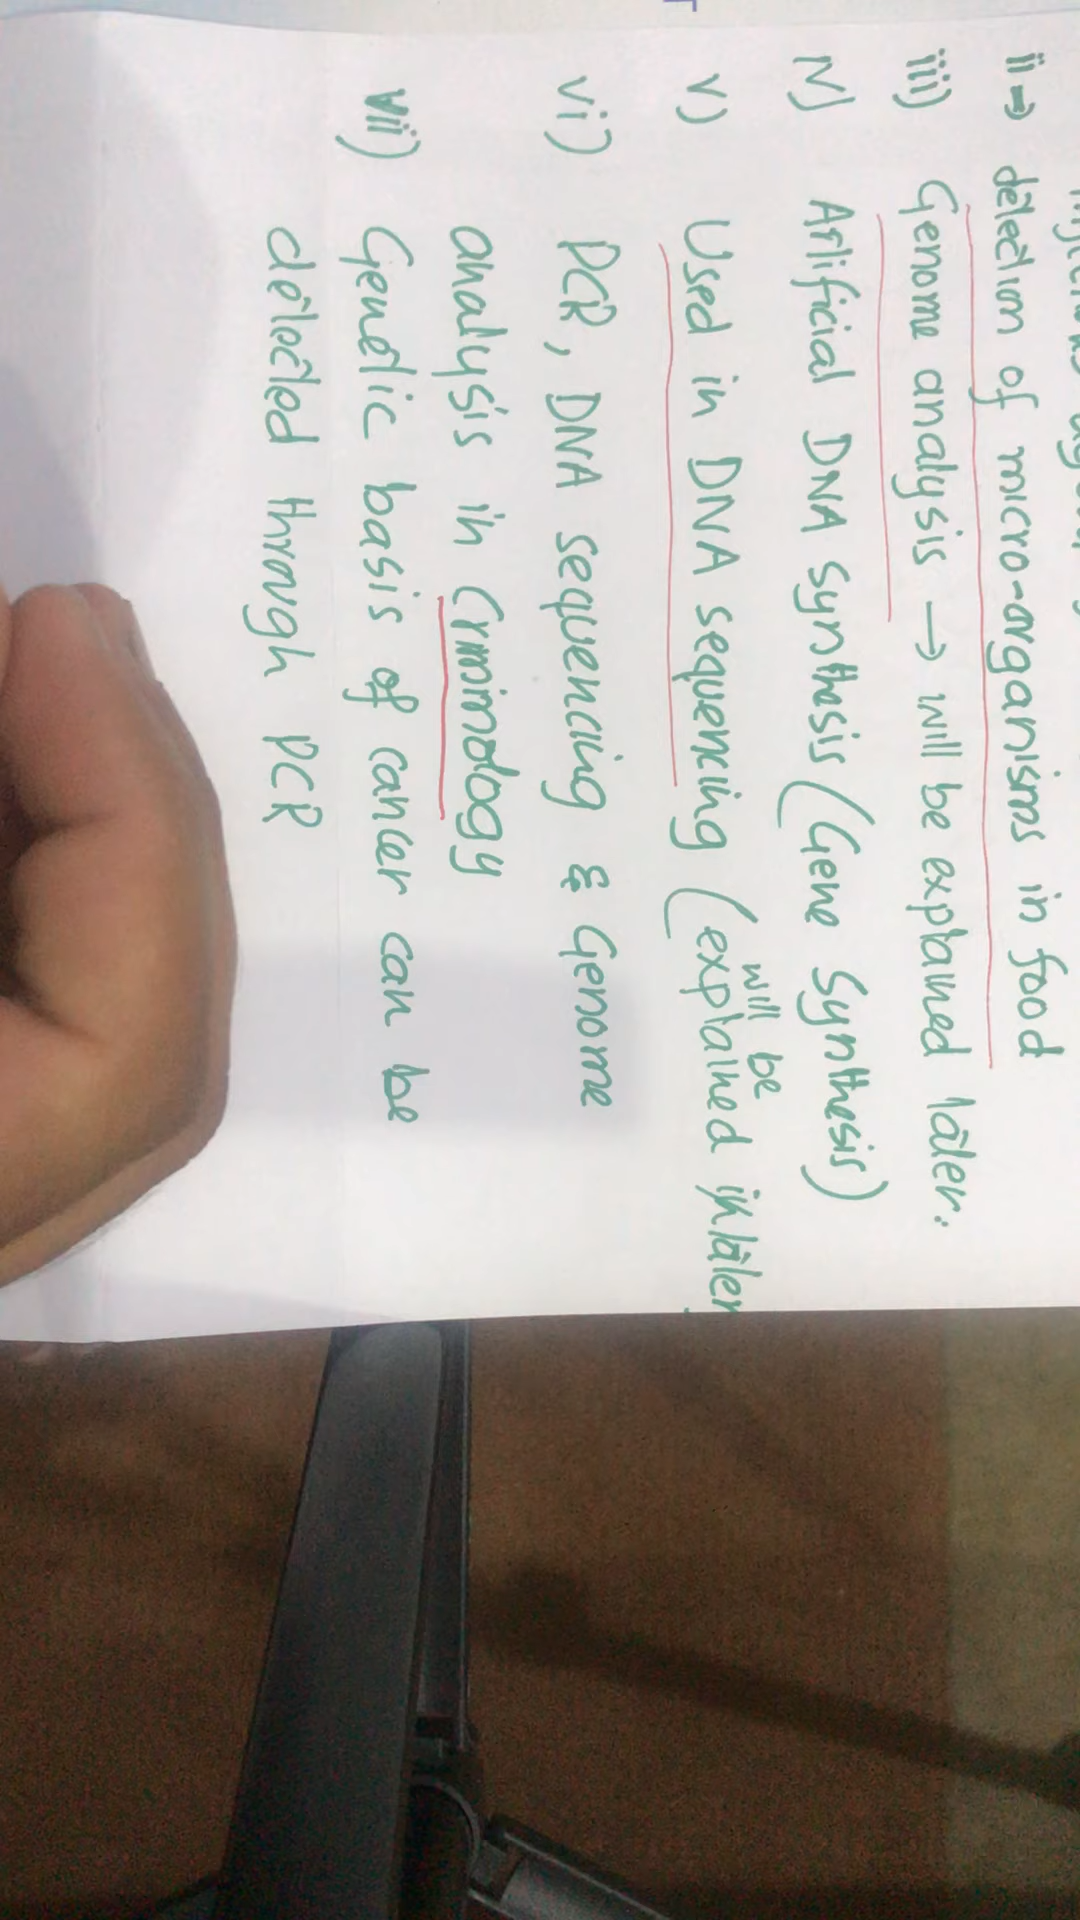 ii → detection of micro-organisms in food
iii) Genome analysis → will be explained later.
iv) Artificial DNA synthesis (Gene Synthesis)
will be
v) Used in DNA sequencing (explained in later
vi) PCR, DNA sequencing & Genome
analysis in Criminology
vii) Genetic basis of cancer can be
detected through PCR